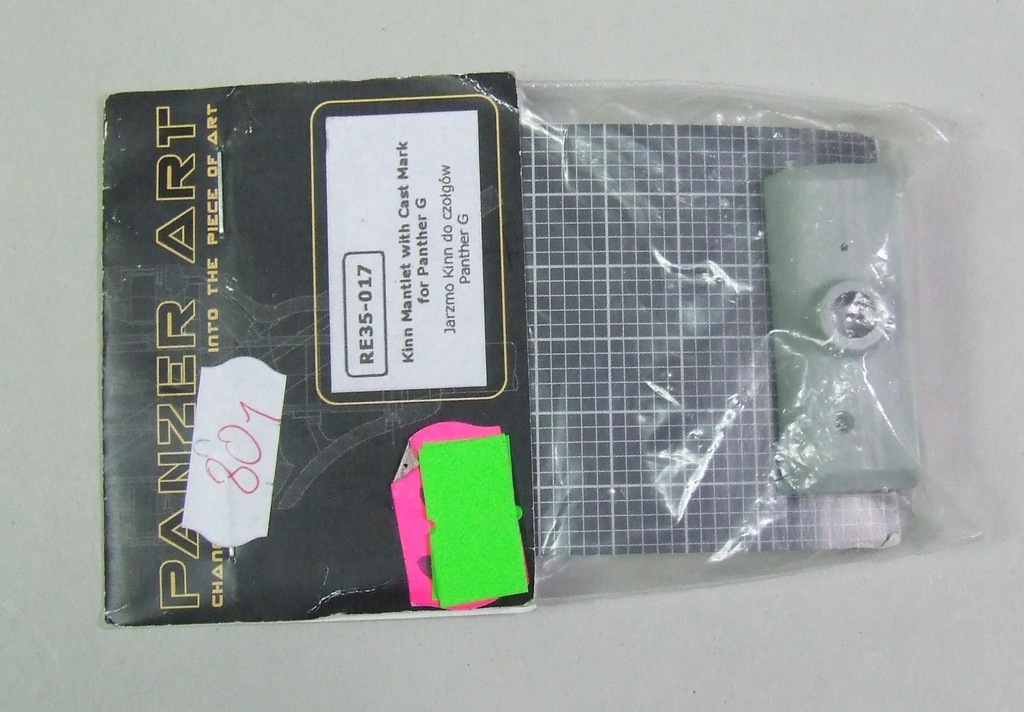 PANZER ART
INTO THE PIECE OF ART
RE35-017
Kinn Mantlet with Cast Mark
for Panther G
Jarzmo Kinn do czołgów
Panther G
801